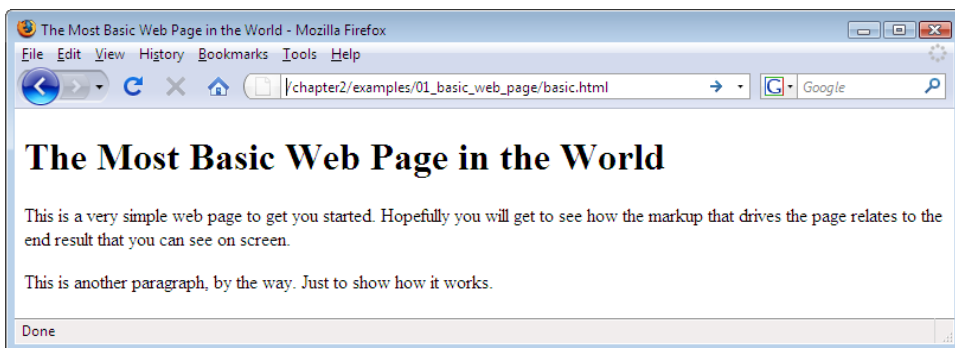 The Most Basic Web Page in the World - Mozilla Firefox
File Edit View History Bookmarks Tools Help
/chapter2/examples/01_basic_web_page/basic.html
G Google
The Most Basic Web Page in the World
This is a very simple web page to get you started. Hopefully you will get to see how the markup that drives the page relates to the
end result that you can see on screen.
This is another paragraph, by the way. Just to show how it works.
Done